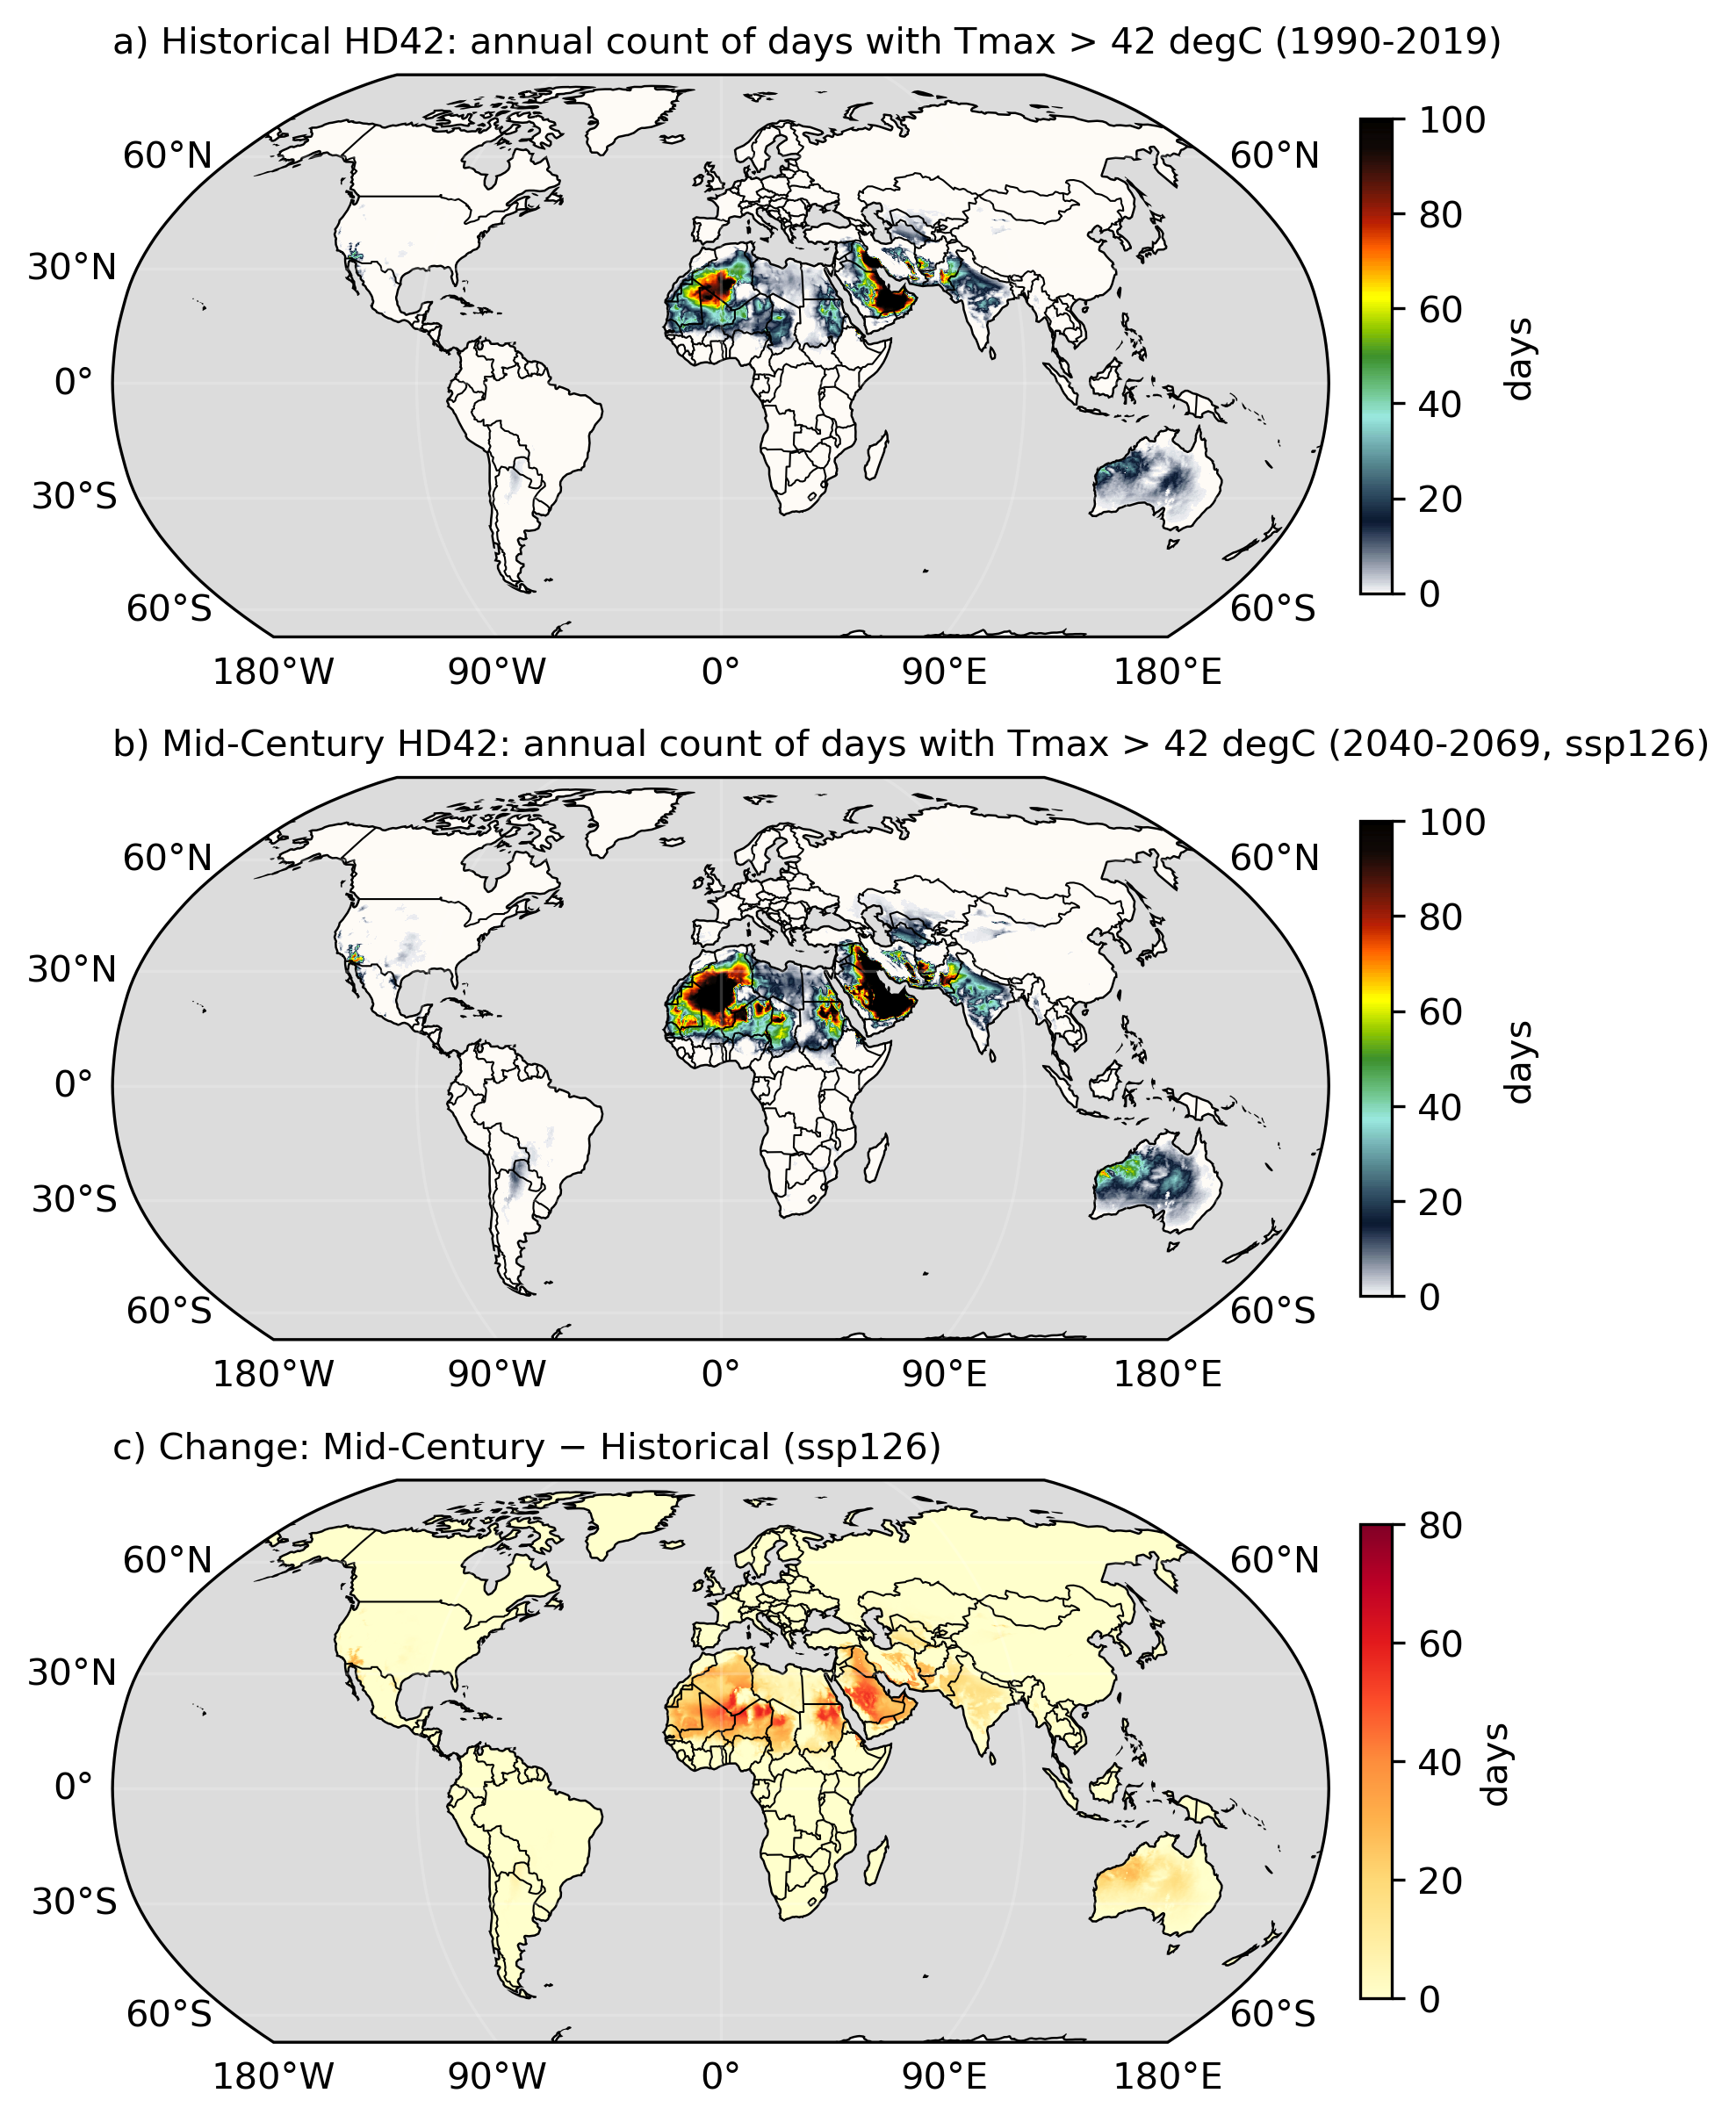 a) Historical HD42: annual count of days with Tmax > 42 degC (1990-2019)
100
60°N 60°N
80
30°N
60
days
0°
40
30°S
20
60°S 60°S
0
180°W 90°W 0° 90°E 180°E
b) Mid-Century HD42: annual count of days with Tmax > 42 degC (2040-2069, ssp126)
100
60°N 60°N
80
30°N
60
days
0°
40
30°S
20
60°S 60°S
0
180°W 90°W 0° 90°E 180°E
c) Change: Mid-Century − Historical (ssp126)
80
60°N 60°N
60
30°N
days
0°
40
30°S
20
60°S 60°S
0
180°W 90°W 0° 90°E 180°E